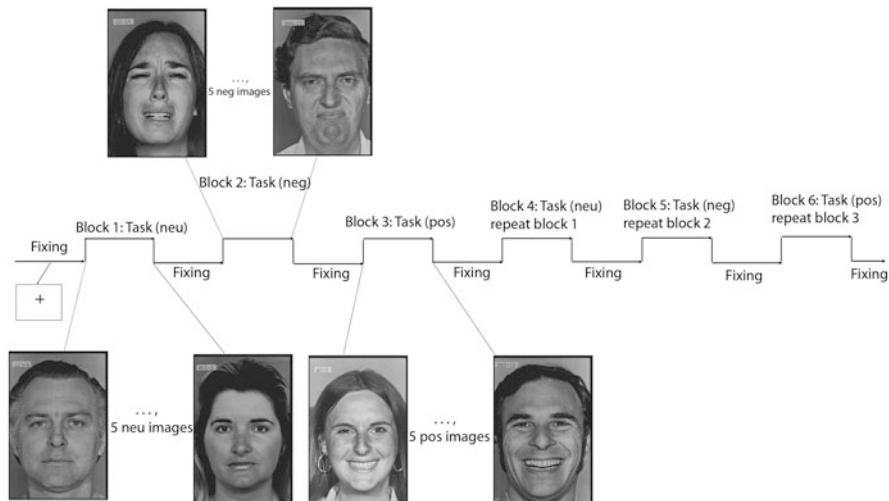 ...,
5 neg images
Block 2: Task (neg)
Block 1: Task (neu)
Block 3: Task (pos)
Block 4: Task (neu)
repeat block 1
Block 5: Task (neg)
repeat block 2
Block 6: Task (pos)
repeat block 3
Fixing
Fixing
Fixing
Fixing
Fixing
Fixing
Fixing
+
...,
5 neu images
...,
5 pos images